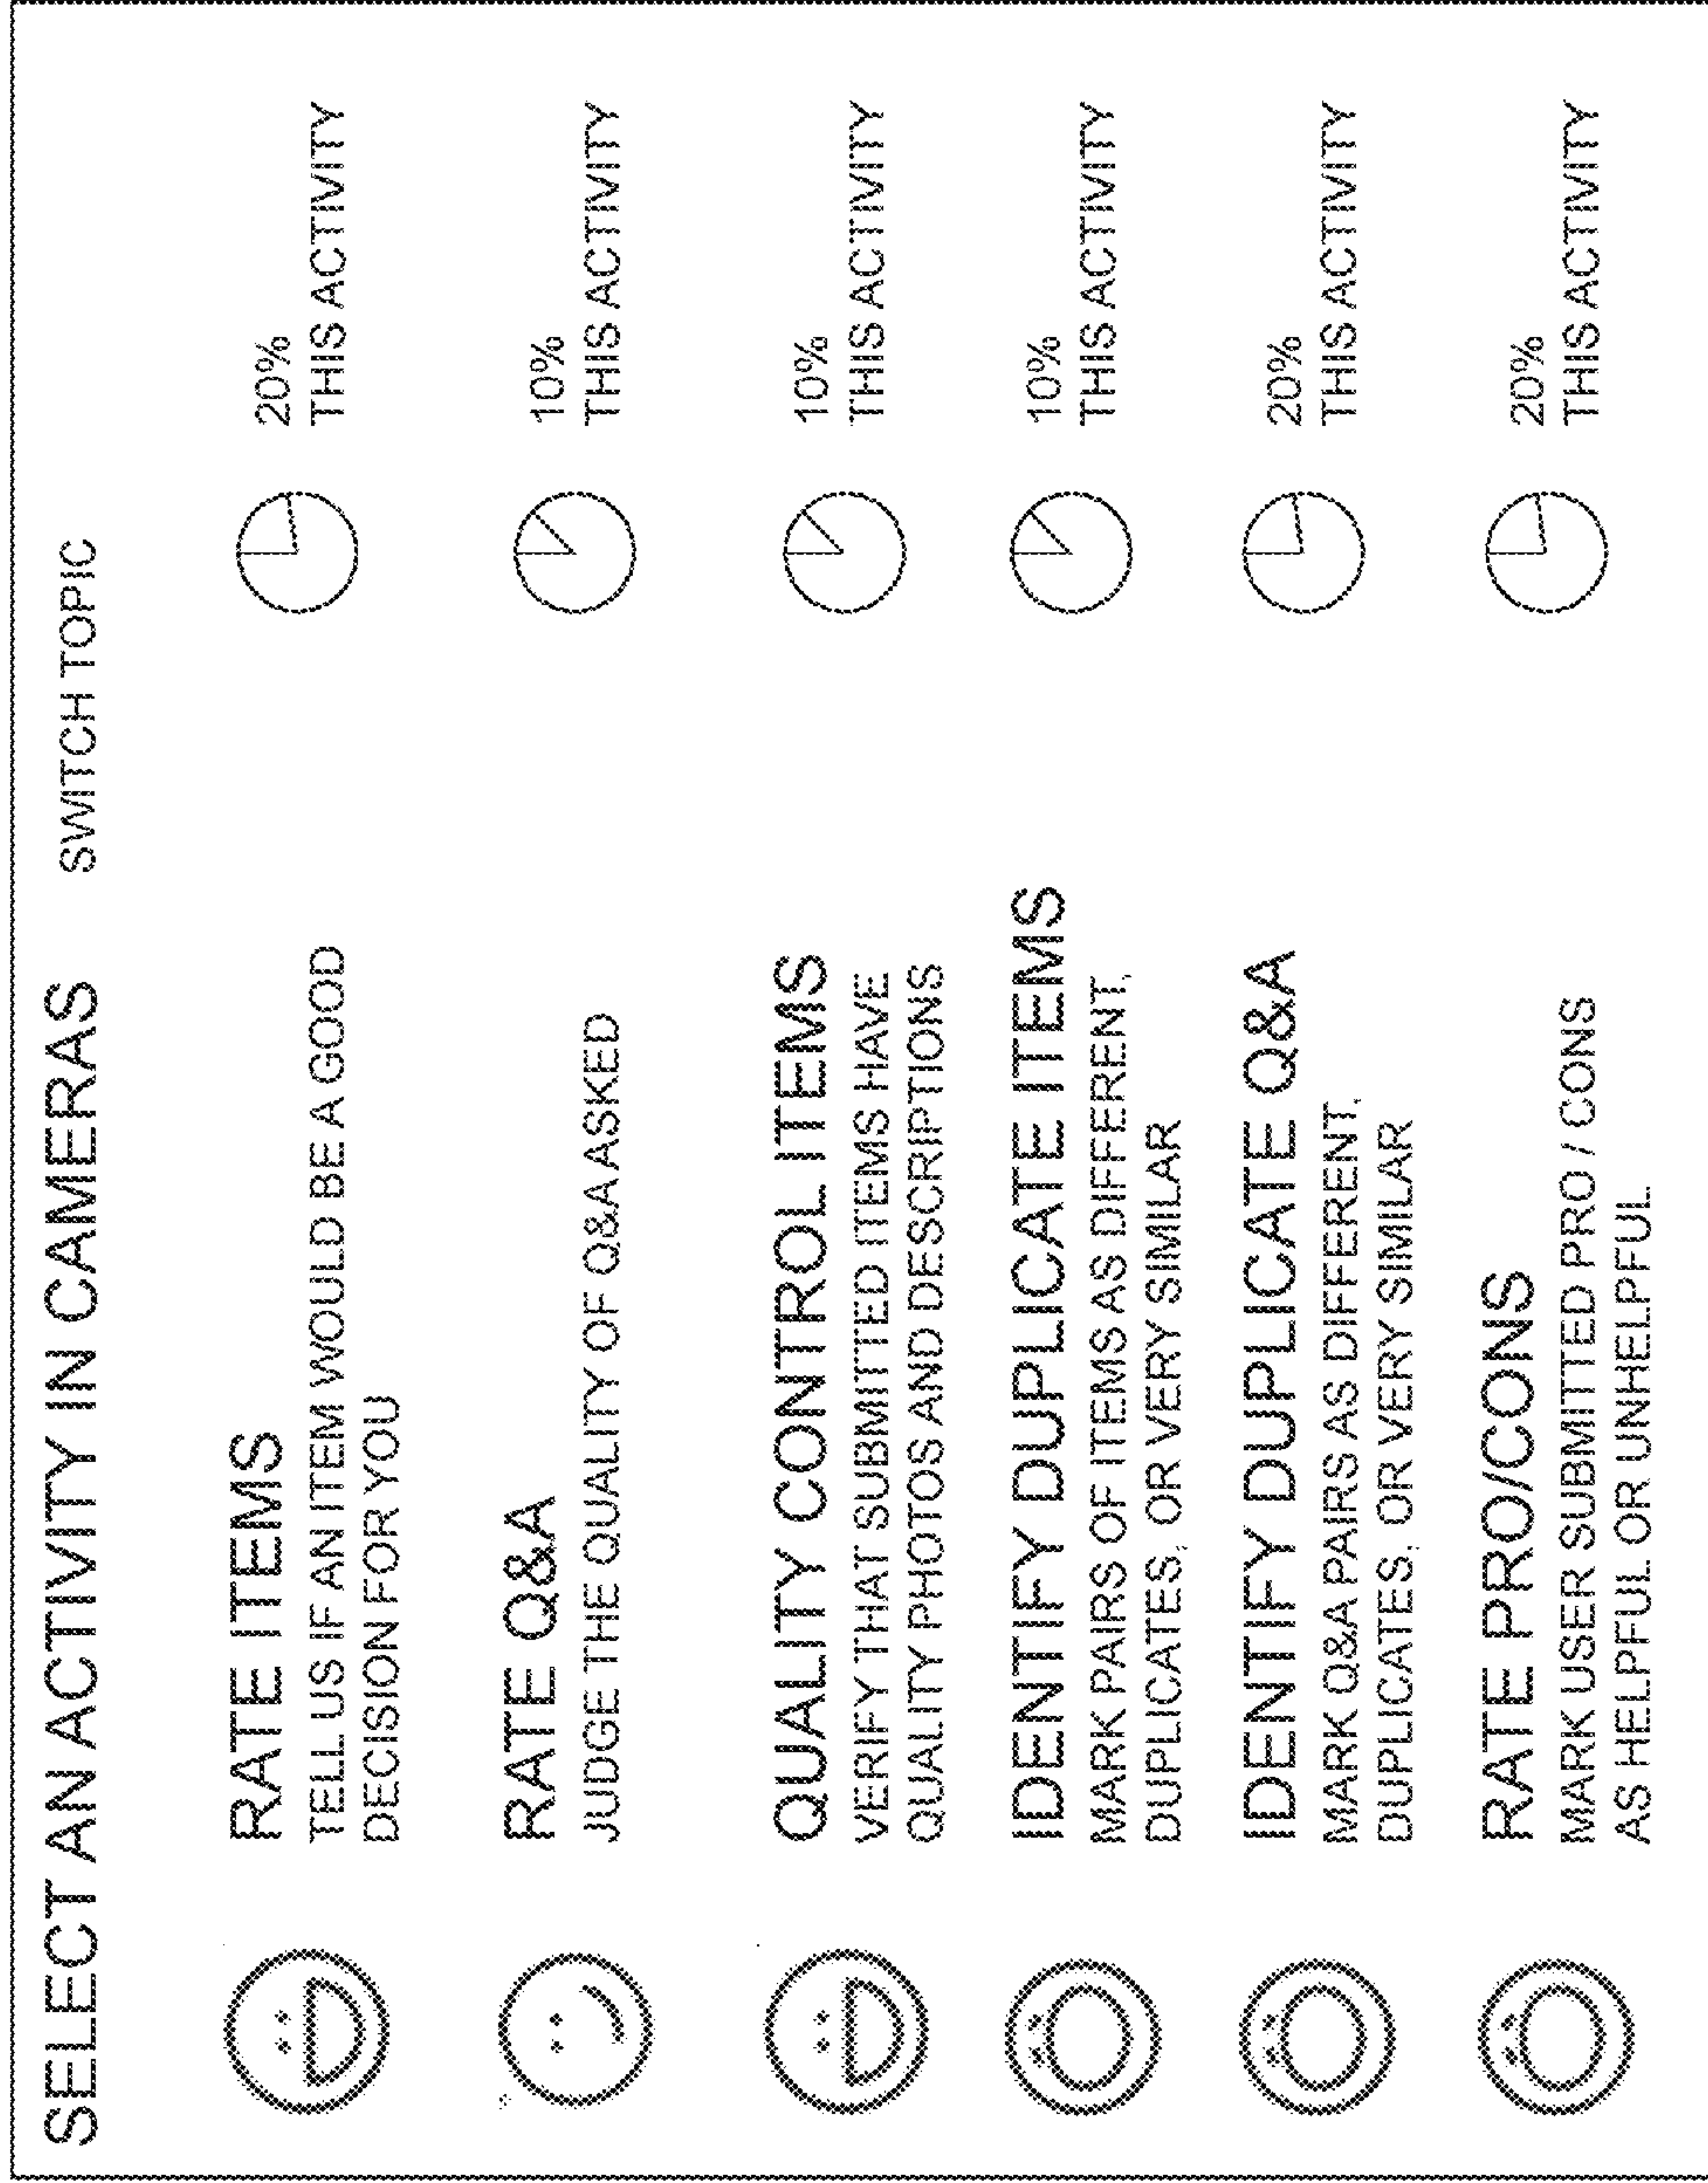 SELECT AN ACTIVITY IN CAMERAS SWITCH TOPIC
RATE ITEMS
TELL US IF AN ITEM WOULD BE A GOOD
DECISION FOR YOU
20%
THIS ACTIVITY
RATE Q&A
JUDGE THE QUALITY OF Q&A ASKED
10%
THIS ACTIVITY
QUALITY CONTROL ITEMS
VERIFY THAT SUBMITTED ITEMS HAVE
QUALITY PHOTOS AND DESCRIPTIONS
10%
THIS ACTIVITY
IDENTIFY DUPLICATE ITEMS
MARK PAIRS OF ITEMS AS DIFFERENT,
DUPLICATES, OR VERY SIMILAR
10%
THIS ACTIVITY
IDENTIFY DUPLICATE Q&A
MARK Q&A PAIRS AS DIFFERENT,
DUPLICATES, OR VERY SIMILAR
20%
THIS ACTIVITY
RATE PRO/CONS
MARK USER SUBMITTED PRO / CONS
AS HELPFUL OR UNHELPFUL
20%
THIS ACTIVITY